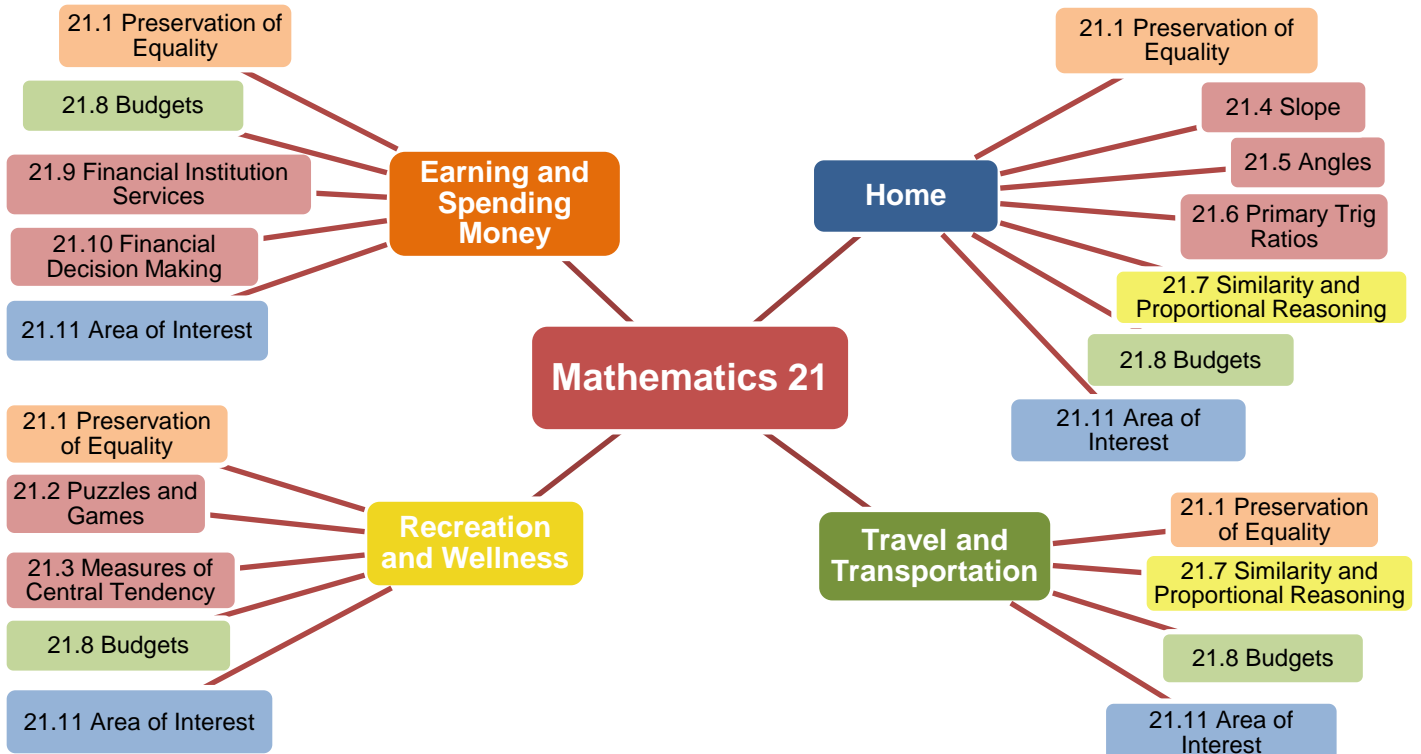 21.1 Preservation of
Equality
21.8 Budgets
21.9 Financial Institution
Services
21.10 Financial
Decision Making
21.11 Area of Interest
Earning and
Spending
Money
21.1 Preservation of
Equality
21.4 Slope
21.5 Angles
21.6 Primary Trig
Ratios
21.7 Similarity and
Proportional Reasoning
21.8 Budgets
21.11 Area of
Interest
Home
Mathematics 21
21.1 Preservation
of Equality
21.2 Puzzles and
Games
21.3 Measures of
Central Tendency
21.8 Budgets
21.11 Area of Interest
Recreation
and Wellness
Travel and
Transportation
21.1 Preservation
of Equality
21.7 Similarity and
Proportional Reasoning
21.8 Budgets
21.11 Area of
Interest